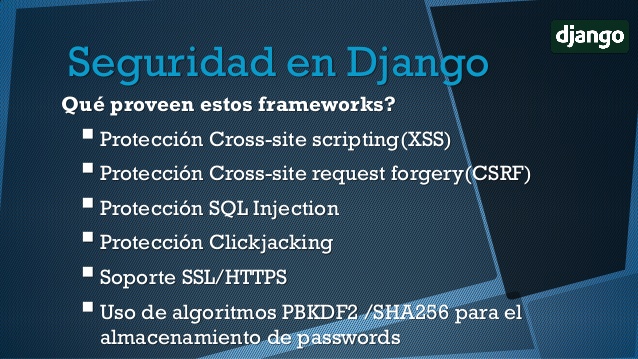 django
Seguridad en Django
Qué proveen estos frameworks?
▪ Protección Cross-site scripting(XSS)
▪ Protección Cross-site request forgery(CSRF)
▪ Protección SQL Injection
▪ Protección Clickjacking
▪ Soporte SSL/HTTPS
▪ Uso de algoritmos PBKDF2 /SHA256 para el
almacenamiento de passwords